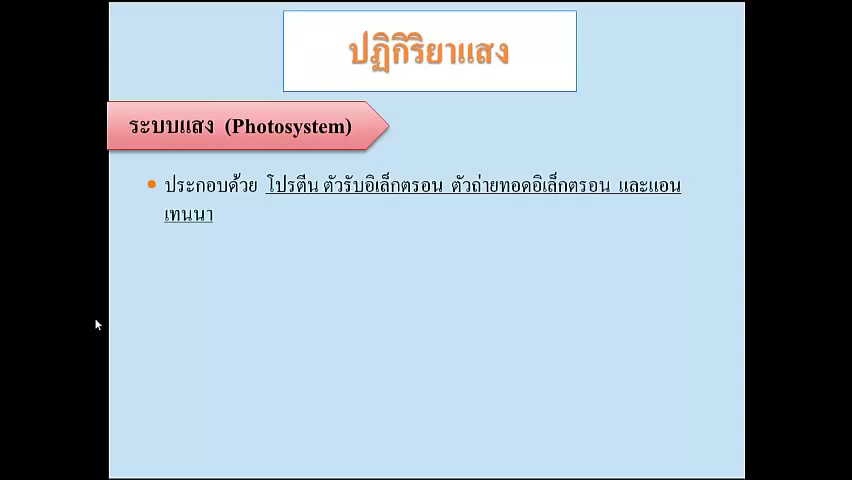 ปฏิกิริยาแสง
ระบบแสง (Photosystem)
ประกอบด้วย โปรตีน ตัวรับอิเล็กตรอน ตัวถ่ายทอดอิเล็กตรอน และแอน
เทนนา